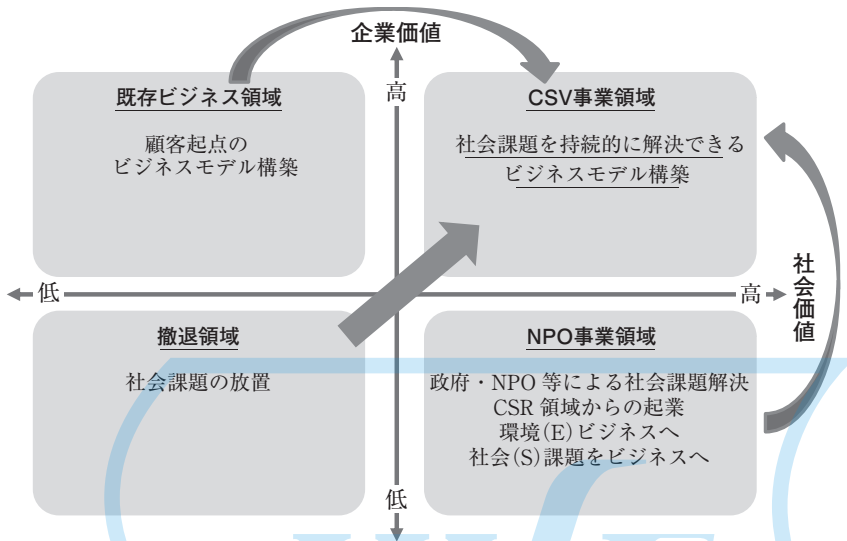 企業価値
高
既存ビジネス領域
顧客起点の
ビジネスモデル構築
CSV事業領域
社会課題を持続的に解決できる
ビジネスモデル構築
低
高
社会価値
撤退領域
社会課題の放置
NPO事業領域
政府・NPO 等による社会課題解決
CSR 領域からの起業
環境(E)ビジネスへ
社会(S)課題をビジネスへ
低